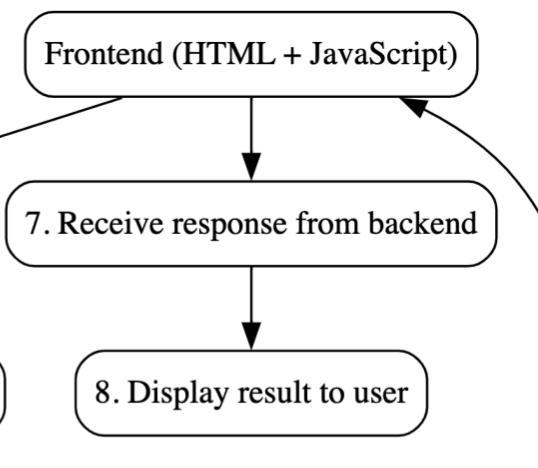 Frontend (HTML + JavaScript)
7. Receive response from backend
8. Display result to user